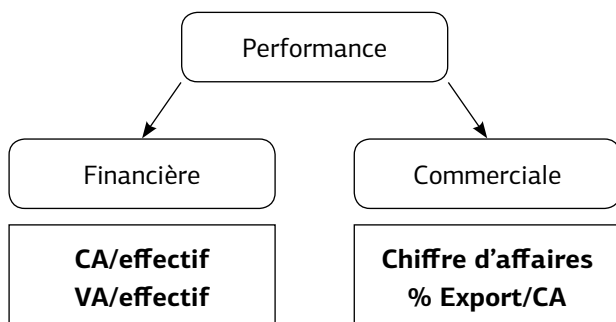 Performance
Financière
Commerciale
CA/effectif
VA/effectif
Chiffre d’affaires
% Export/CA